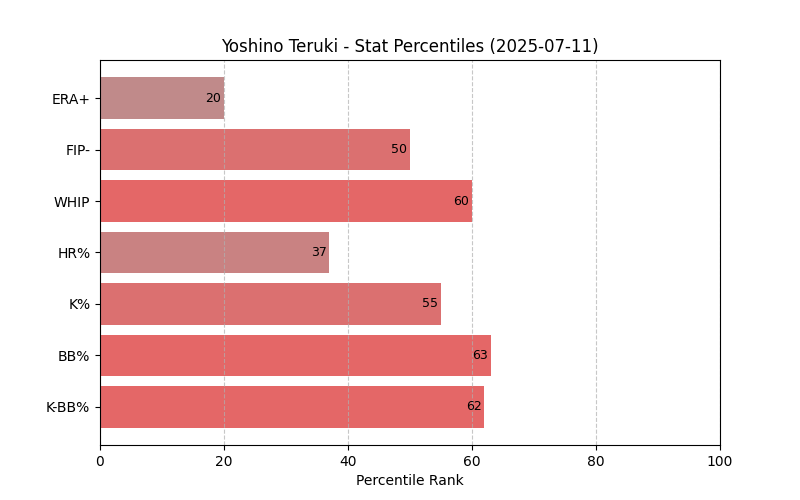 Yoshino Teruki - Stat Percentiles (2025-07-11)
ERA+ 20
FIP- 50
WHIP 60
HR% 37
K% 55
BB% 63
K-BB% 62
0 20 40 60 80 100
Percentile Rank